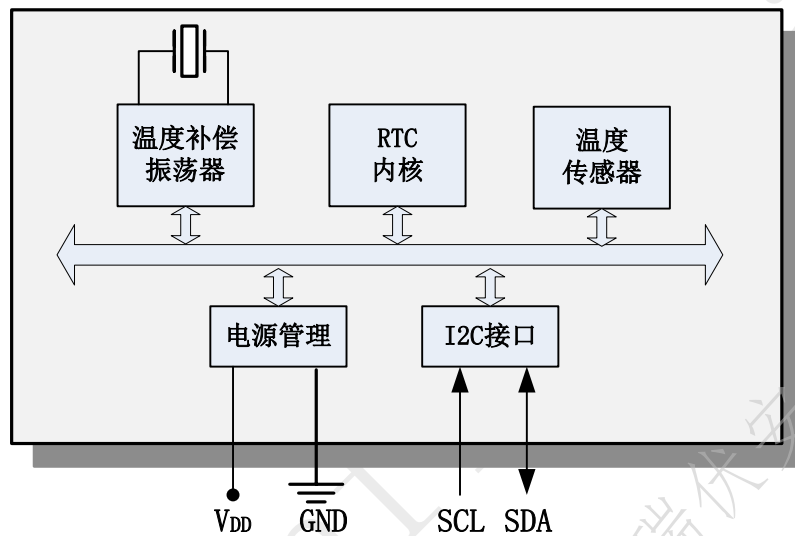 温度补偿
振荡器
RTC
内核
温度
传感器
电源管理
I2C接口
VDD GND SCL SDA